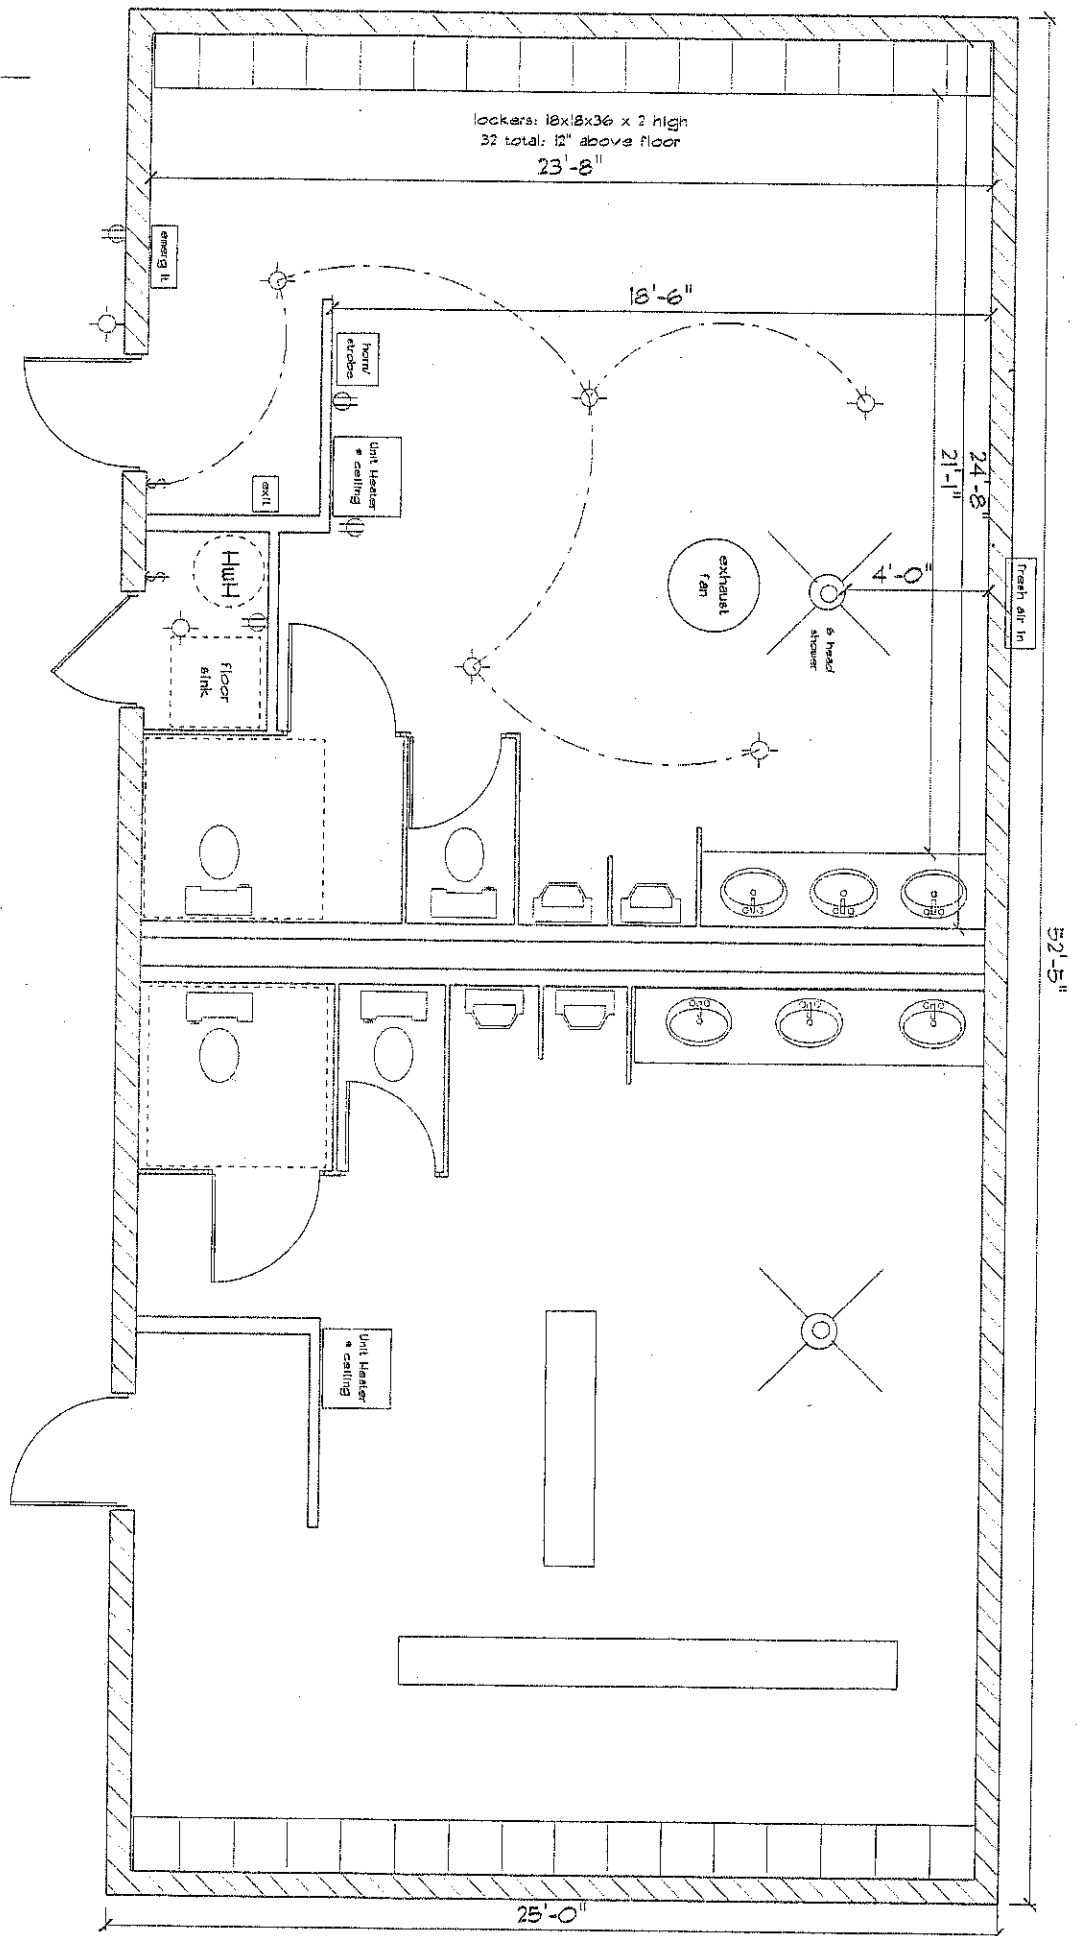 lockers: 18x18x36 x 2 high
32 total: 12" above floor
23'-8"
emerg lt
18'-6"
horn/
strobe
Unit Heater
@ ceiling
exit
24'-8"
21'-1"
4'-0"
fresh air in
exhaust
fan
6 head
shower
HWH
floor
sink
52'-5"
Unit Heater
@ ceiling
25'-0"